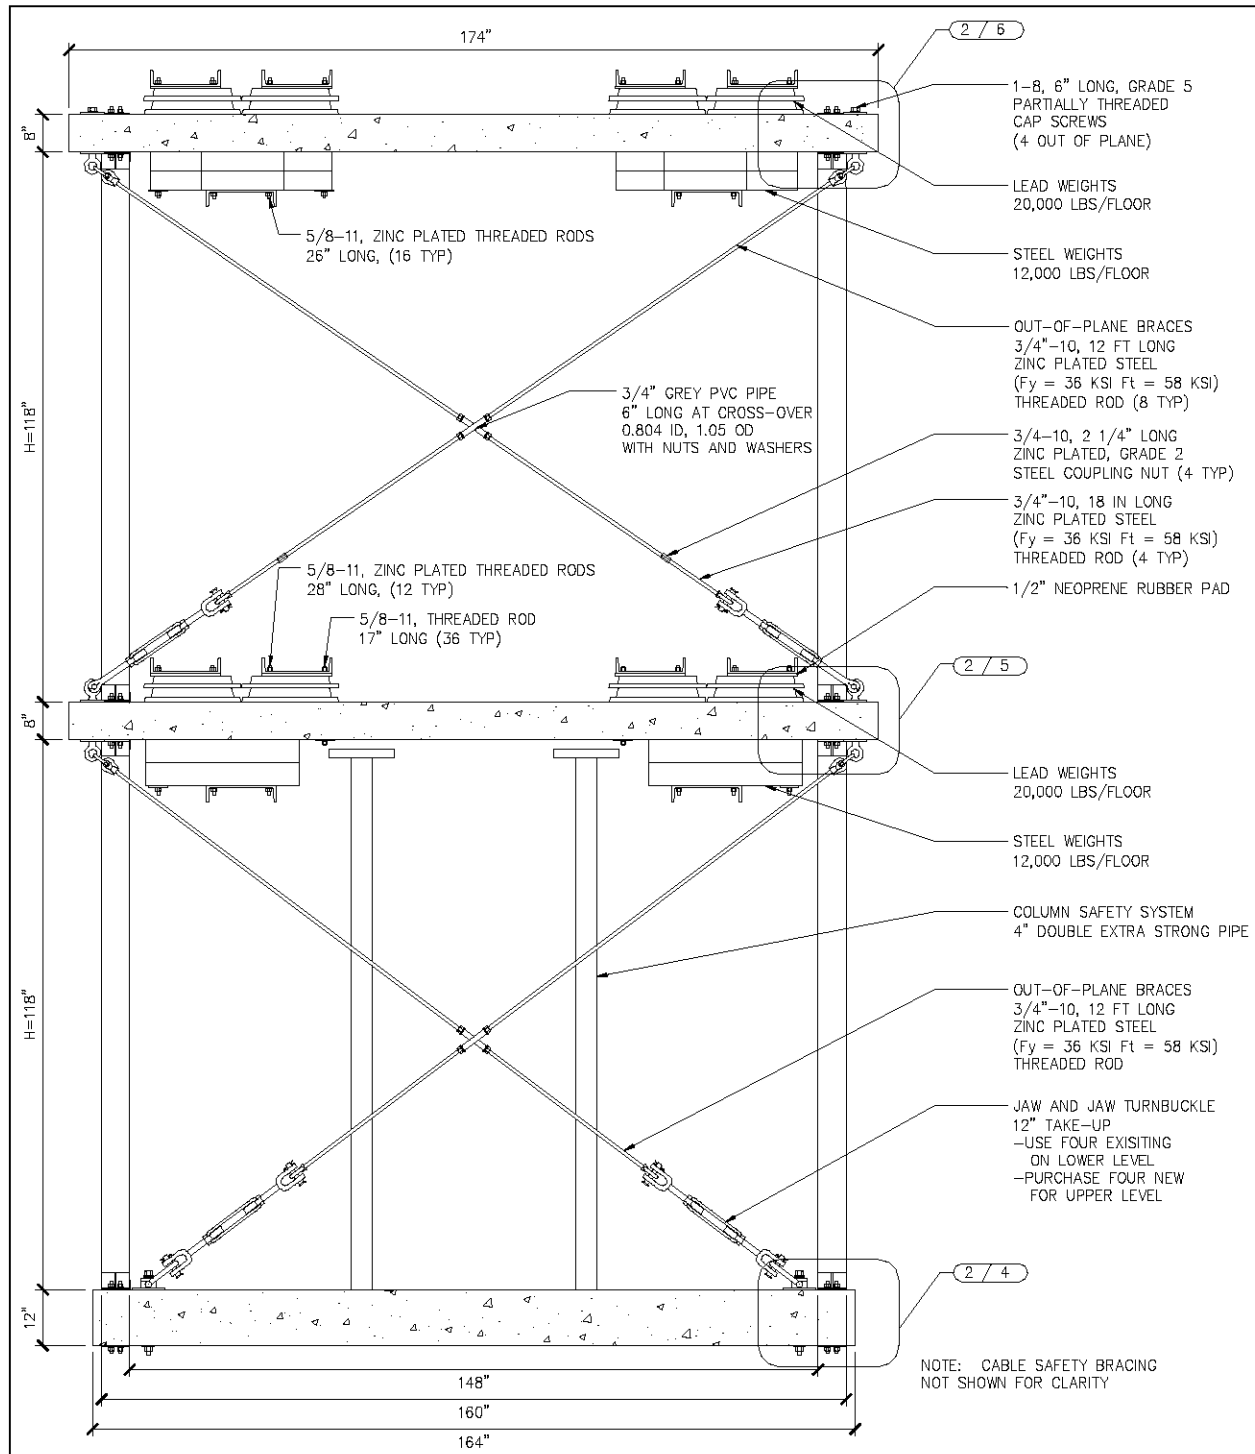 174"
2 / 6
1-8, 6" LONG, GRADE 5
PARTIALLY THREADED
CAP SCREWS
(4 OUT OF PLANE)
8"
LEAD WEIGHTS
20,000 LBS/FLOOR
5/8-11, ZINC PLATED THREADED RODS
26" LONG, (16 TYP)
STEEL WEIGHTS
12,000 LBS/FLOOR
OUT-OF-PLANE BRACES
3/4"-10, 12 FT LONG
ZINC PLATED STEEL
(Fy = 36 KSI Ft = 58 KSI)
THREADED ROD (8 TYP)
H=118"
3/4" GREY PVC PIPE
6" LONG AT CROSS-OVER
0.804 ID, 1.05 OD
WITH NUTS AND WASHERS
3/4-10, 2 1/4" LONG
ZINC PLATED, GRADE 2
STEEL COUPLING NUT (4 TYP)
3/4"-10, 18 IN LONG
ZINC PLATED STEEL
(Fy = 36 KSI Ft = 58 KSI)
THREADED ROD (4 TYP)
5/8-11, ZINC PLATED THREADED RODS
28" LONG, (12 TYP)
1/2" NEOPRENE RUBBER PAD
5/8-11, THREADED ROD
17" LONG (36 TYP)
2 / 5
8"
LEAD WEIGHTS
20,000 LBS/FLOOR
STEEL WEIGHTS
12,000 LBS/FLOOR
COLUMN SAFETY SYSTEM
4" DOUBLE EXTRA STRONG PIPE
H=118"
OUT-OF-PLANE BRACES
3/4"-10, 12 FT LONG
ZINC PLATED STEEL
(Fy = 36 KSI Ft = 58 KSI)
THREADED ROD
JAW AND JAW TURNBUCKLE
12" TAKE-UP
-USE FOUR EXISITING
ON LOWER LEVEL
-PURCHASE FOUR NEW
FOR UPPER LEVEL
2 / 4
12"
NOTE: CABLE SAFETY BRACING
NOT SHOWN FOR CLARITY
148"
160"
164"